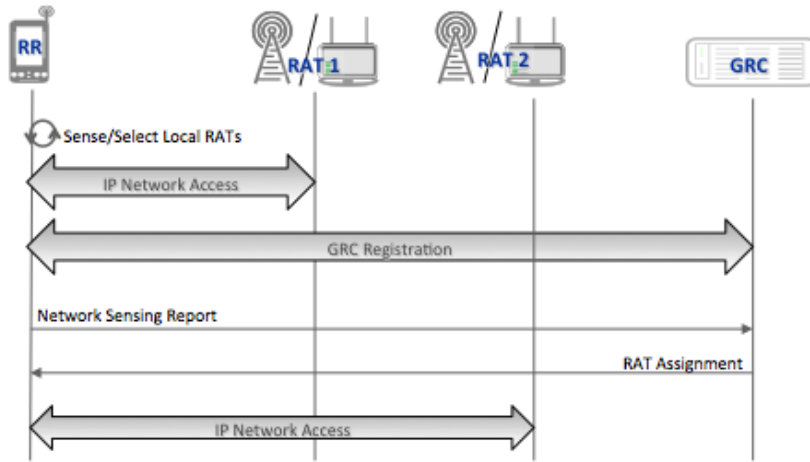 RR
RAT 1
RAT 2
GRC
Sense/Select Local RATs
IP Network Access
GRC Registration
Network Sensing Report
RAT Assignment
IP Network Access